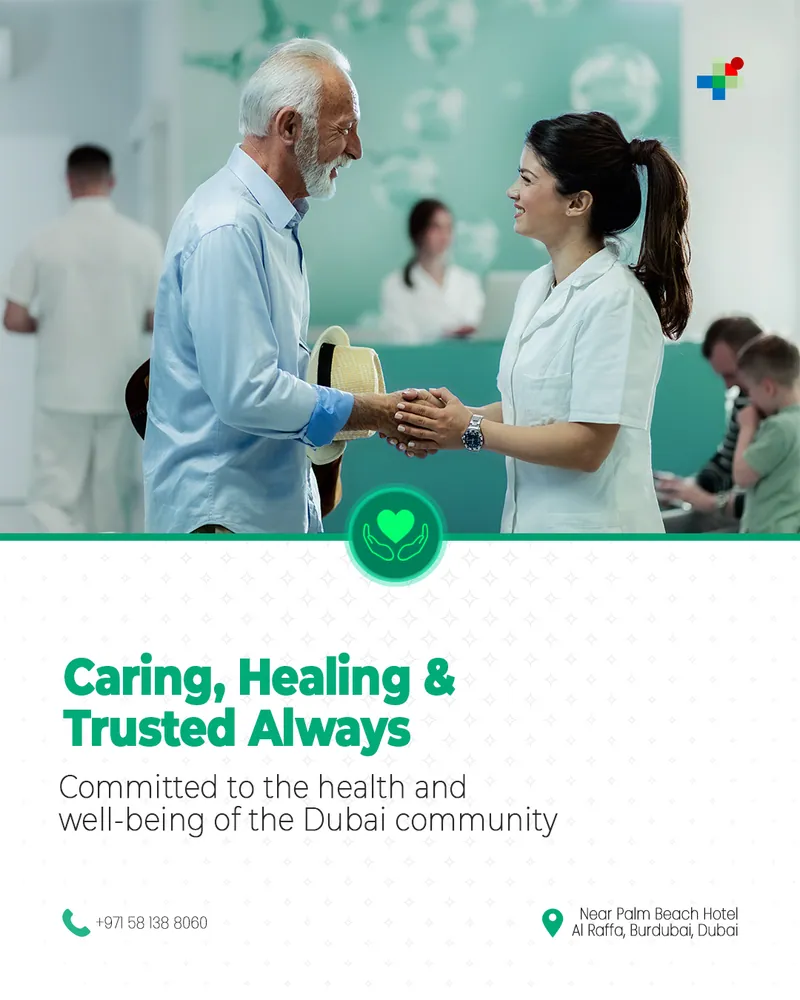 Caring, Healing &
Trusted Always
Committed to the health and
well-being of the Dubai community
+971 58 138 8060
Near Palm Beach Hotel
Al Raffa, Burdubai, Dubai